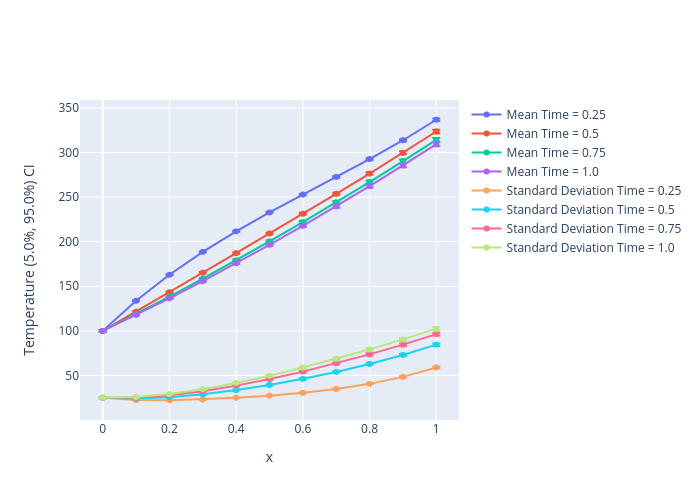 Temperature (5.0%, 95.0%) CI
350
300
250
200
150
100
50
0
0.2
0.4
0.6
0.8
1
x
Mean Time = 0.25
Mean Time = 0.5
Mean Time = 0.75
Mean Time = 1.0
Standard Deviation Time = 0.25
Standard Deviation Time = 0.5
Standard Deviation Time = 0.75
Standard Deviation Time = 1.0